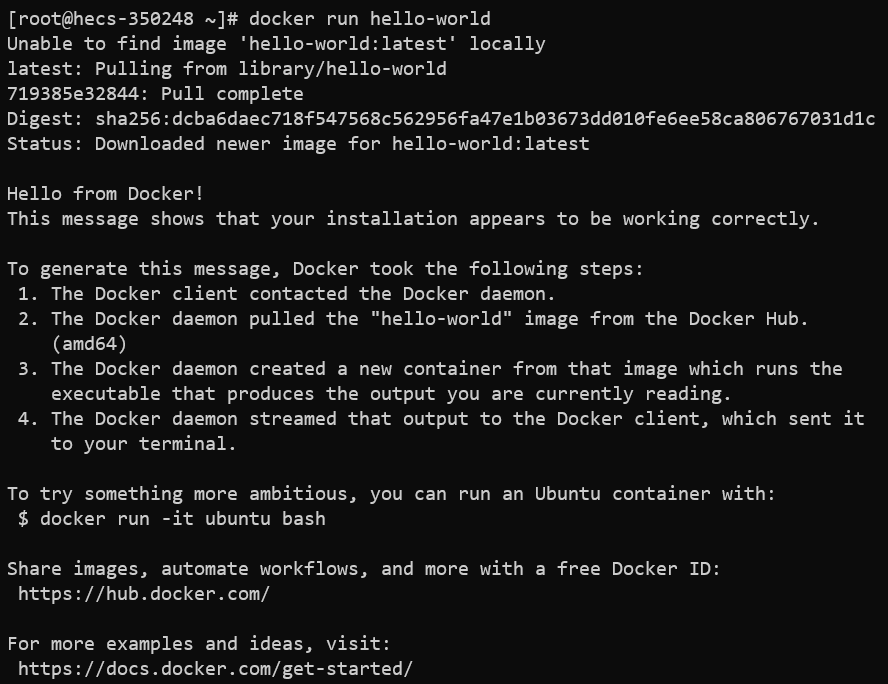 [root@hecs-350248 ~]# docker run hello-world
Unable to find image 'hello-world:latest' locally
latest: Pulling from library/hello-world
719385e32844: Pull complete
Digest: sha256:dcba6daec718f547568c562956fa47e1b03673dd010fe6ee58ca806767031d1c
Status: Downloaded newer image for hello-world:latest

Hello from Docker!
This message shows that your installation appears to be working correctly.

To generate this message, Docker took the following steps:
 1. The Docker client contacted the Docker daemon.
 2. The Docker daemon pulled the "hello-world" image from the Docker Hub.
    (amd64)
 3. The Docker daemon created a new container from that image which runs the
    executable that produces the output you are currently reading.
 4. The Docker daemon streamed that output to the Docker client, which sent it
    to your terminal.

To try something more ambitious, you can run an Ubuntu container with:
 $ docker run -it ubuntu bash

Share images, automate workflows, and more with a free Docker ID:
 https://hub.docker.com/

For more examples and ideas, visit:
 https://docs.docker.com/get-started/